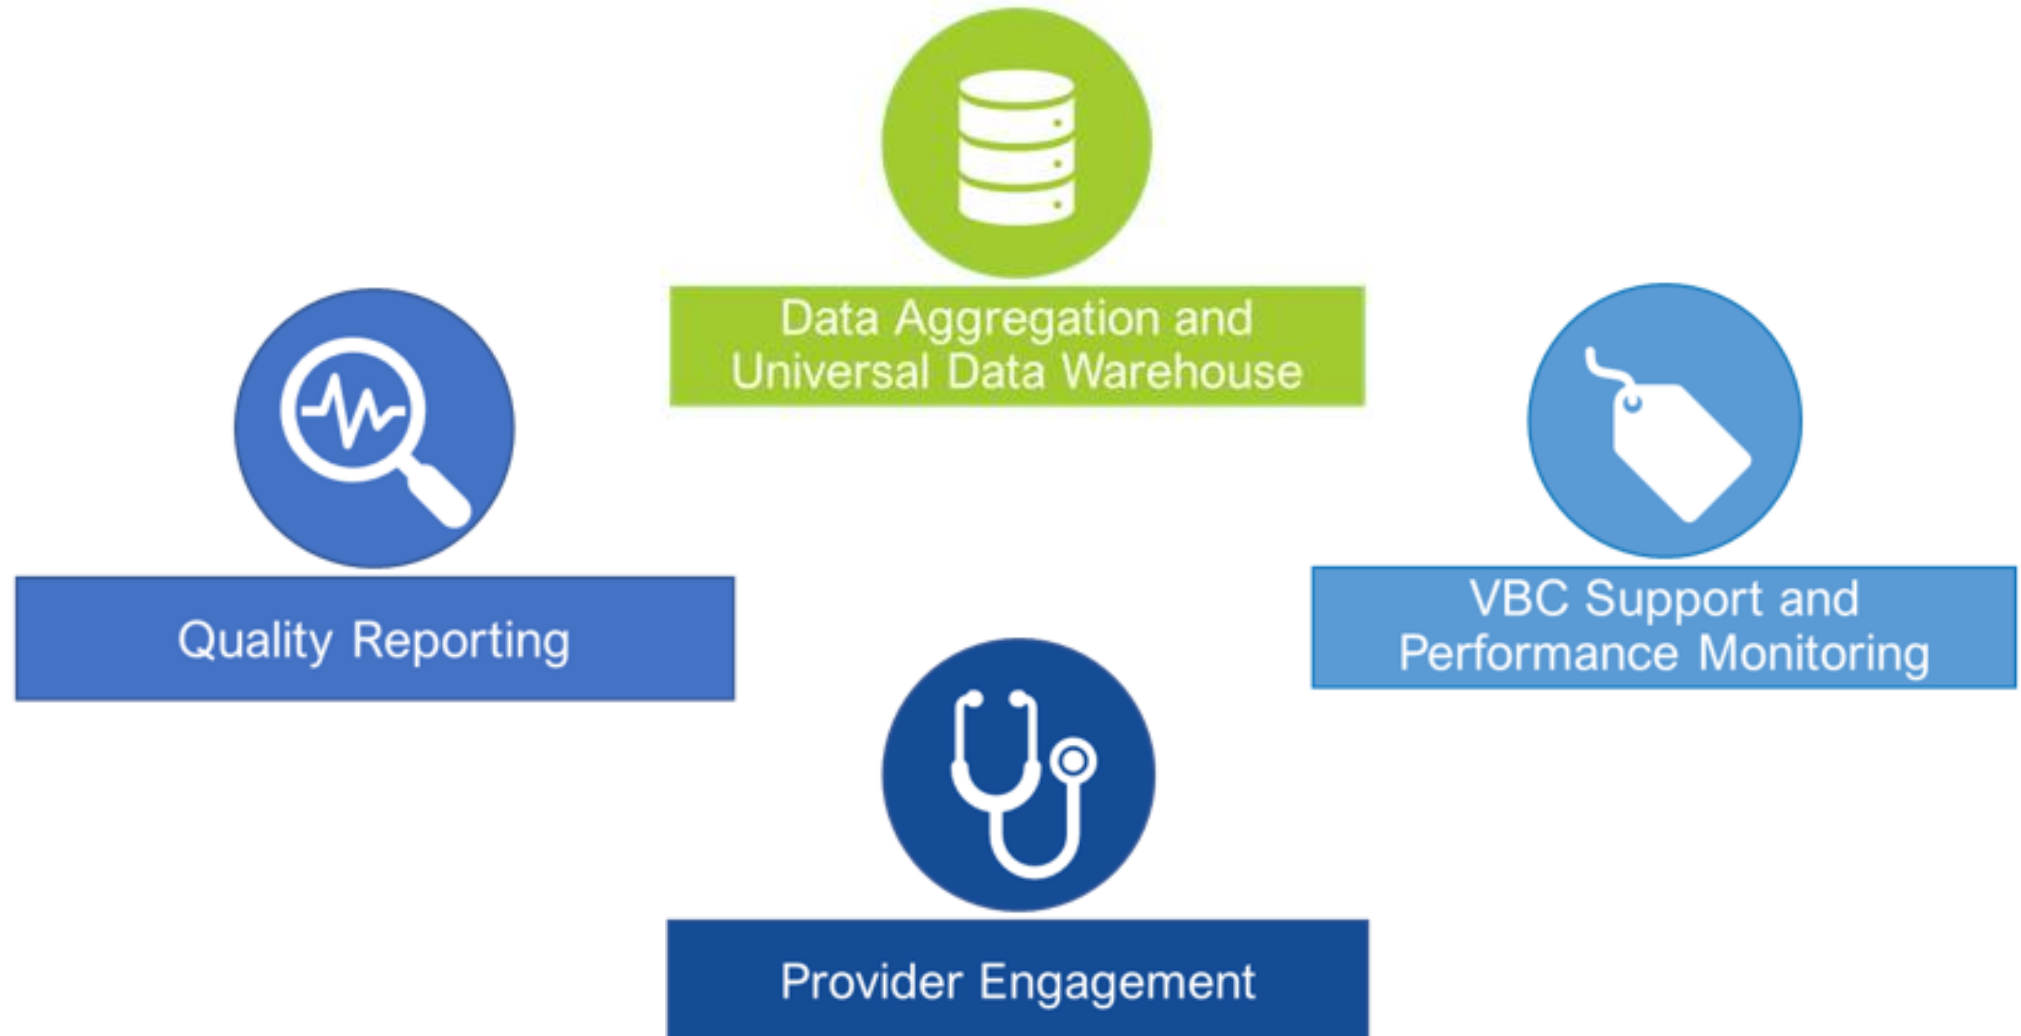 Data Aggregation and
Universal Data Warehouse
Quality Reporting
VBC Support and
Performance Monitoring
Provider Engagement